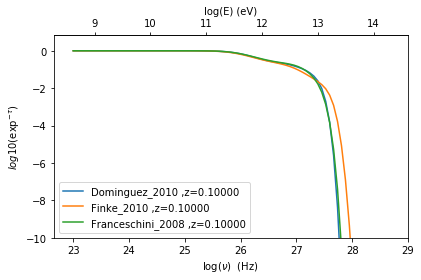 log(E) (eV)
9 10 11 12 13 14
0
−2
−4
−6
−8
−10
log10(exp^{−τ})
Dominguez_2010 ,z=0.10000
Finke_2010 ,z=0.10000
Franceschini_2008 ,z=0.10000
23 24 25 26 27 28 29
log(ν) (Hz)